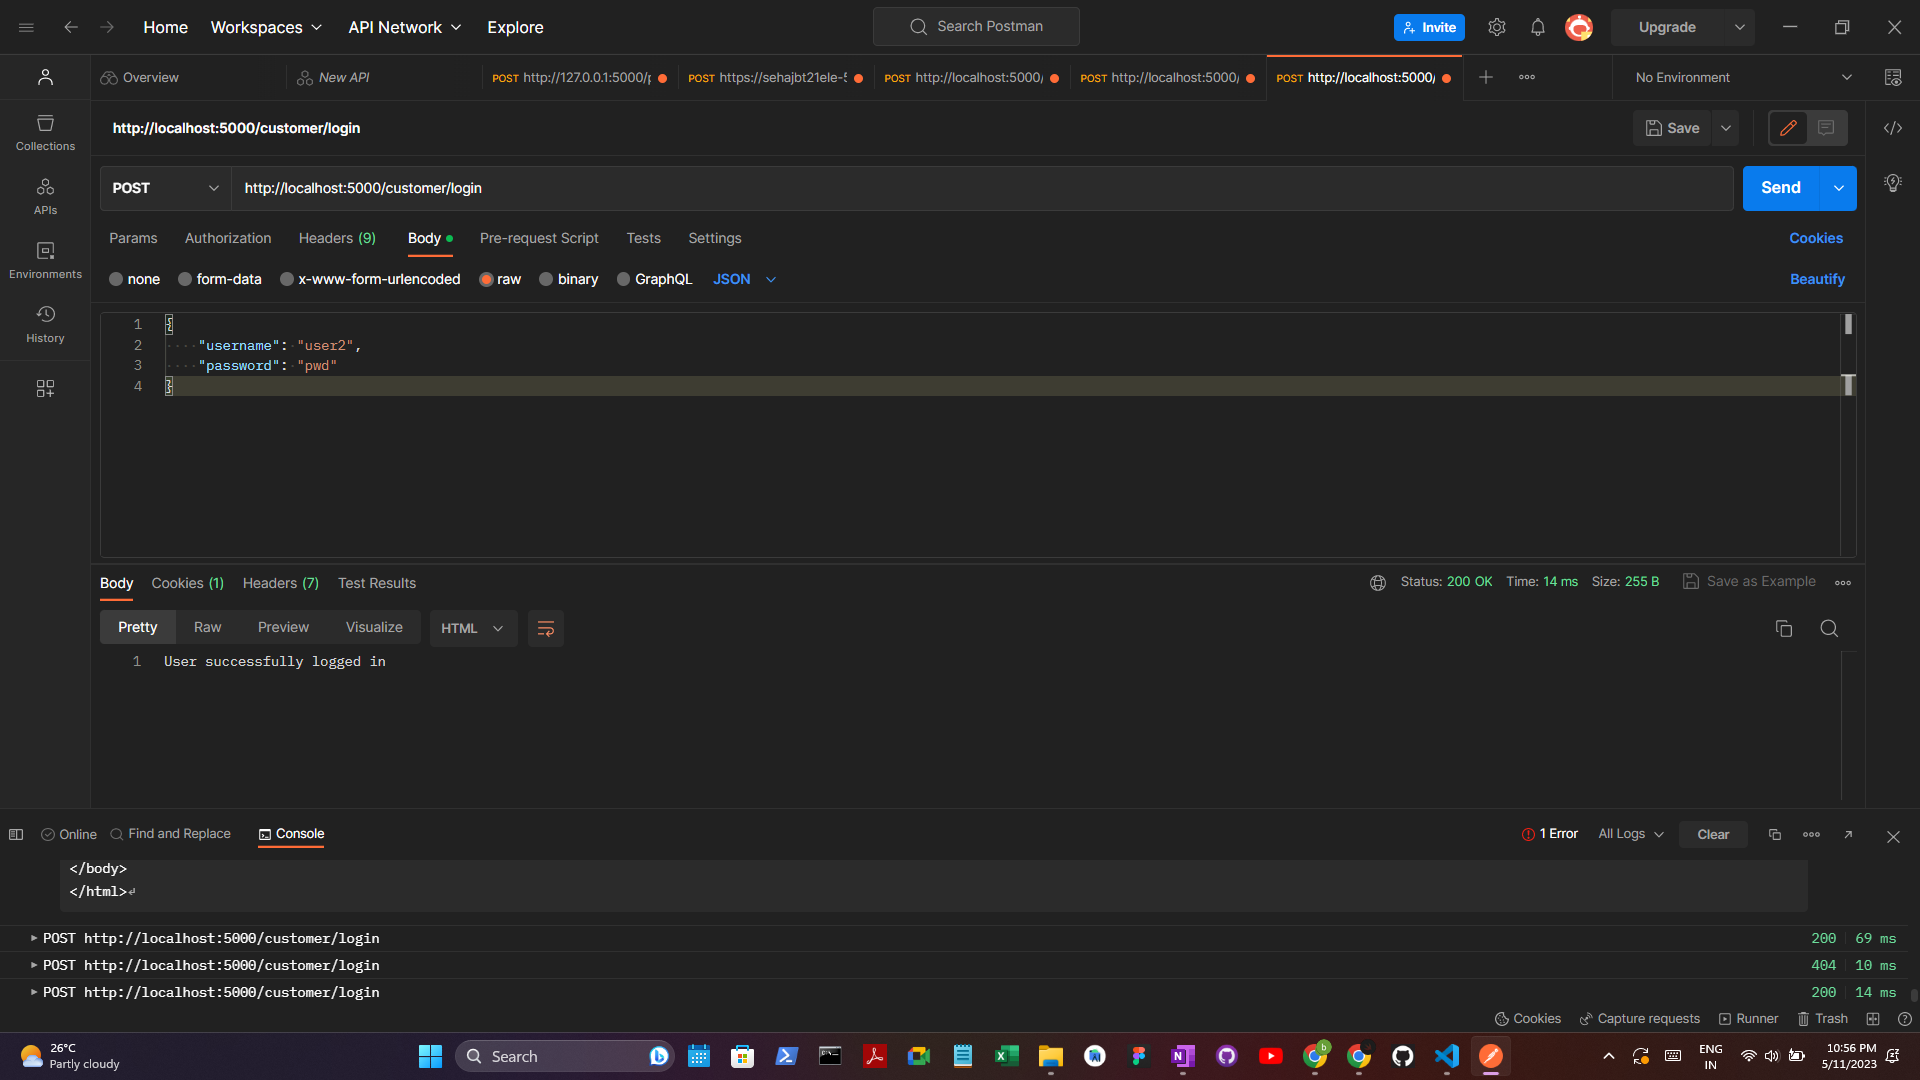 Home Workspaces API Network Explore Search Postman Invite Upgrade
Overview New API POST http://127.0.0.1:5000/p POST https://sehajbt21ele-5 POST http://localhost:5000/ POST http://localhost:5000/ POST http://localhost:5000/ No Environment
http://localhost:5000/customer/login Save
Collections
POST http://localhost:5000/customer/login Send
APIs
Params Authorization Headers (9) Body Pre-request Script Tests Settings Cookies
Environments
none form-data x-www-form-urlencoded raw binary GraphQL JSON Beautify
History
1 {
2 "username": "user2",
3 "password": "pwd"
4 }
Body Cookies (1) Headers (7) Test Results Status: 200 OK Time: 14 ms Size: 255 B Save as Example
Pretty Raw Preview Visualize HTML
1 User successfully logged in
Online Find and Replace Console 1 Error All Logs Clear
</body>
</html>↵
POST http://localhost:5000/customer/login 200 69 ms
POST http://localhost:5000/customer/login 404 10 ms
POST http://localhost:5000/customer/login 200 14 ms
Cookies Capture requests Runner Trash
26°C
Partly cloudy
Search
ENG
IN
10:56 PM
5/11/2023